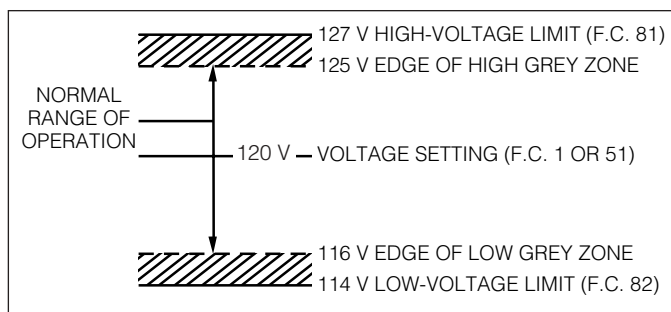 127 V HIGH-VOLTAGE LIMIT (F.C. 81)
125 V EDGE OF HIGH GREY ZONE
NORMAL
RANGE OF
OPERATION
120 V
VOLTAGE SETTING (F.C. 1 OR 51)
116 V EDGE OF LOW GREY ZONE
114 V LOW-VOLTAGE LIMIT (F.C. 82)